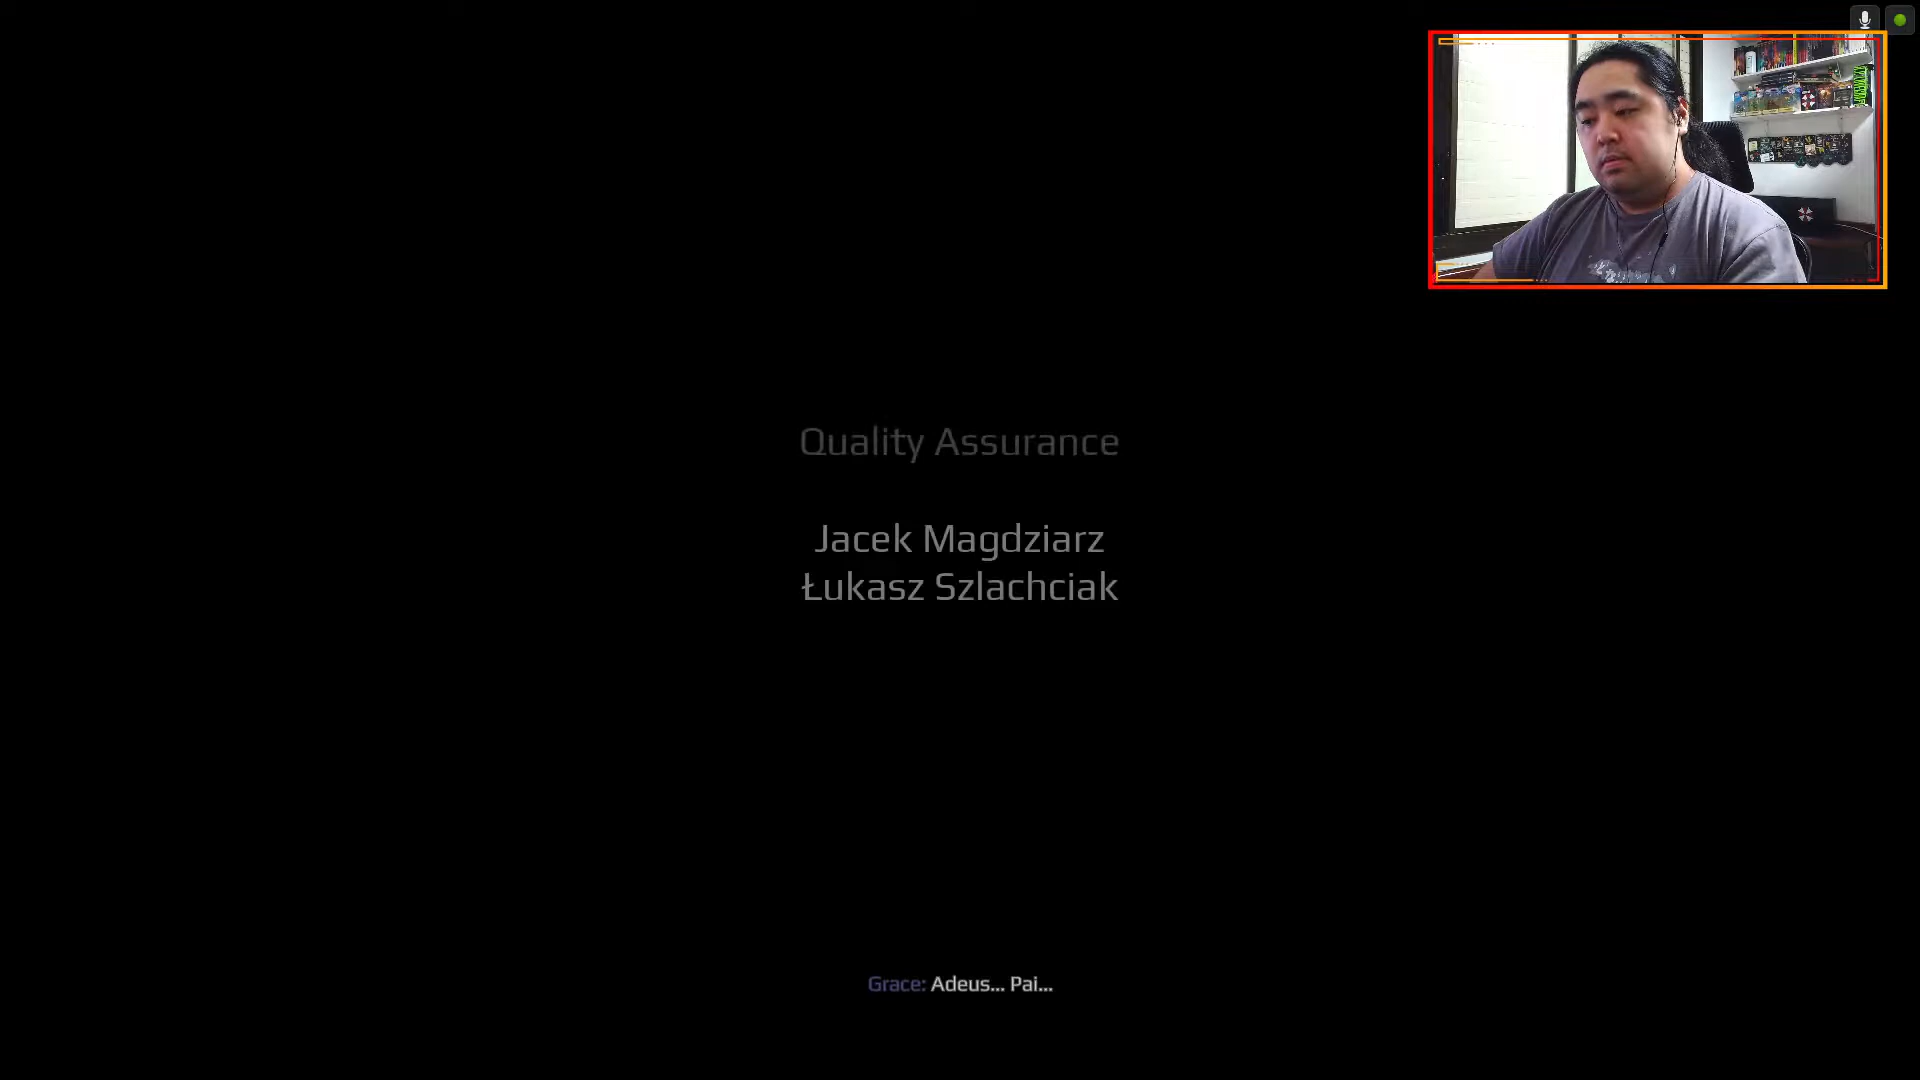 Quality Assurance
Jacek Magdziarz
Łukasz Szlachciak
Grace: Adeus... Pai...